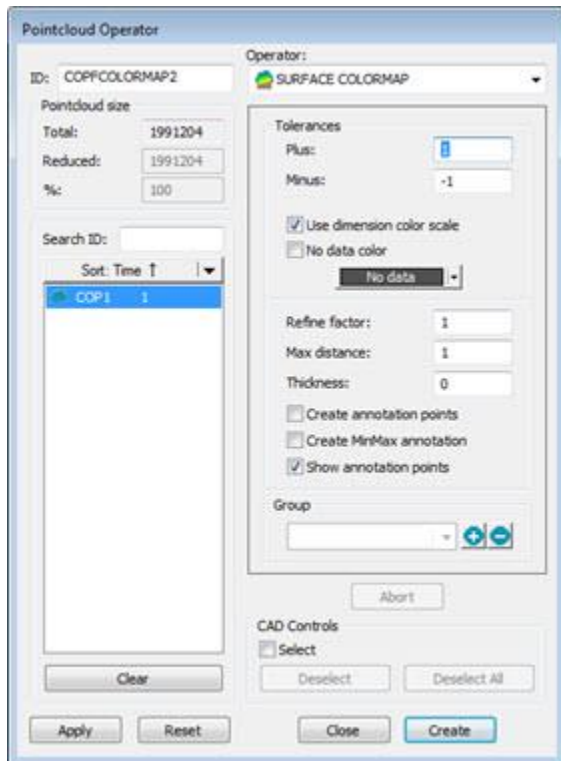 Pointcloud Operator
ID: COPFCOLORMAP2
Operator:
SURFACE COLORMAP
Pointcloud size
Total: 1991204
Reduced: 1991204
%: 100
Search ID:
Sort: Time ↑
COP1 1
Clear
Apply Reset
Tolerances
Plus: 1
Minus: -1
Use dimension color scale
No data color
No data
Refine factor: 1
Max distance: 1
Thickness: 0
Create annotation points
Create MinMax annotation
Show annotation points
Group
Abort
CAD Controls
Select
Deselect Deselect All
Close Create